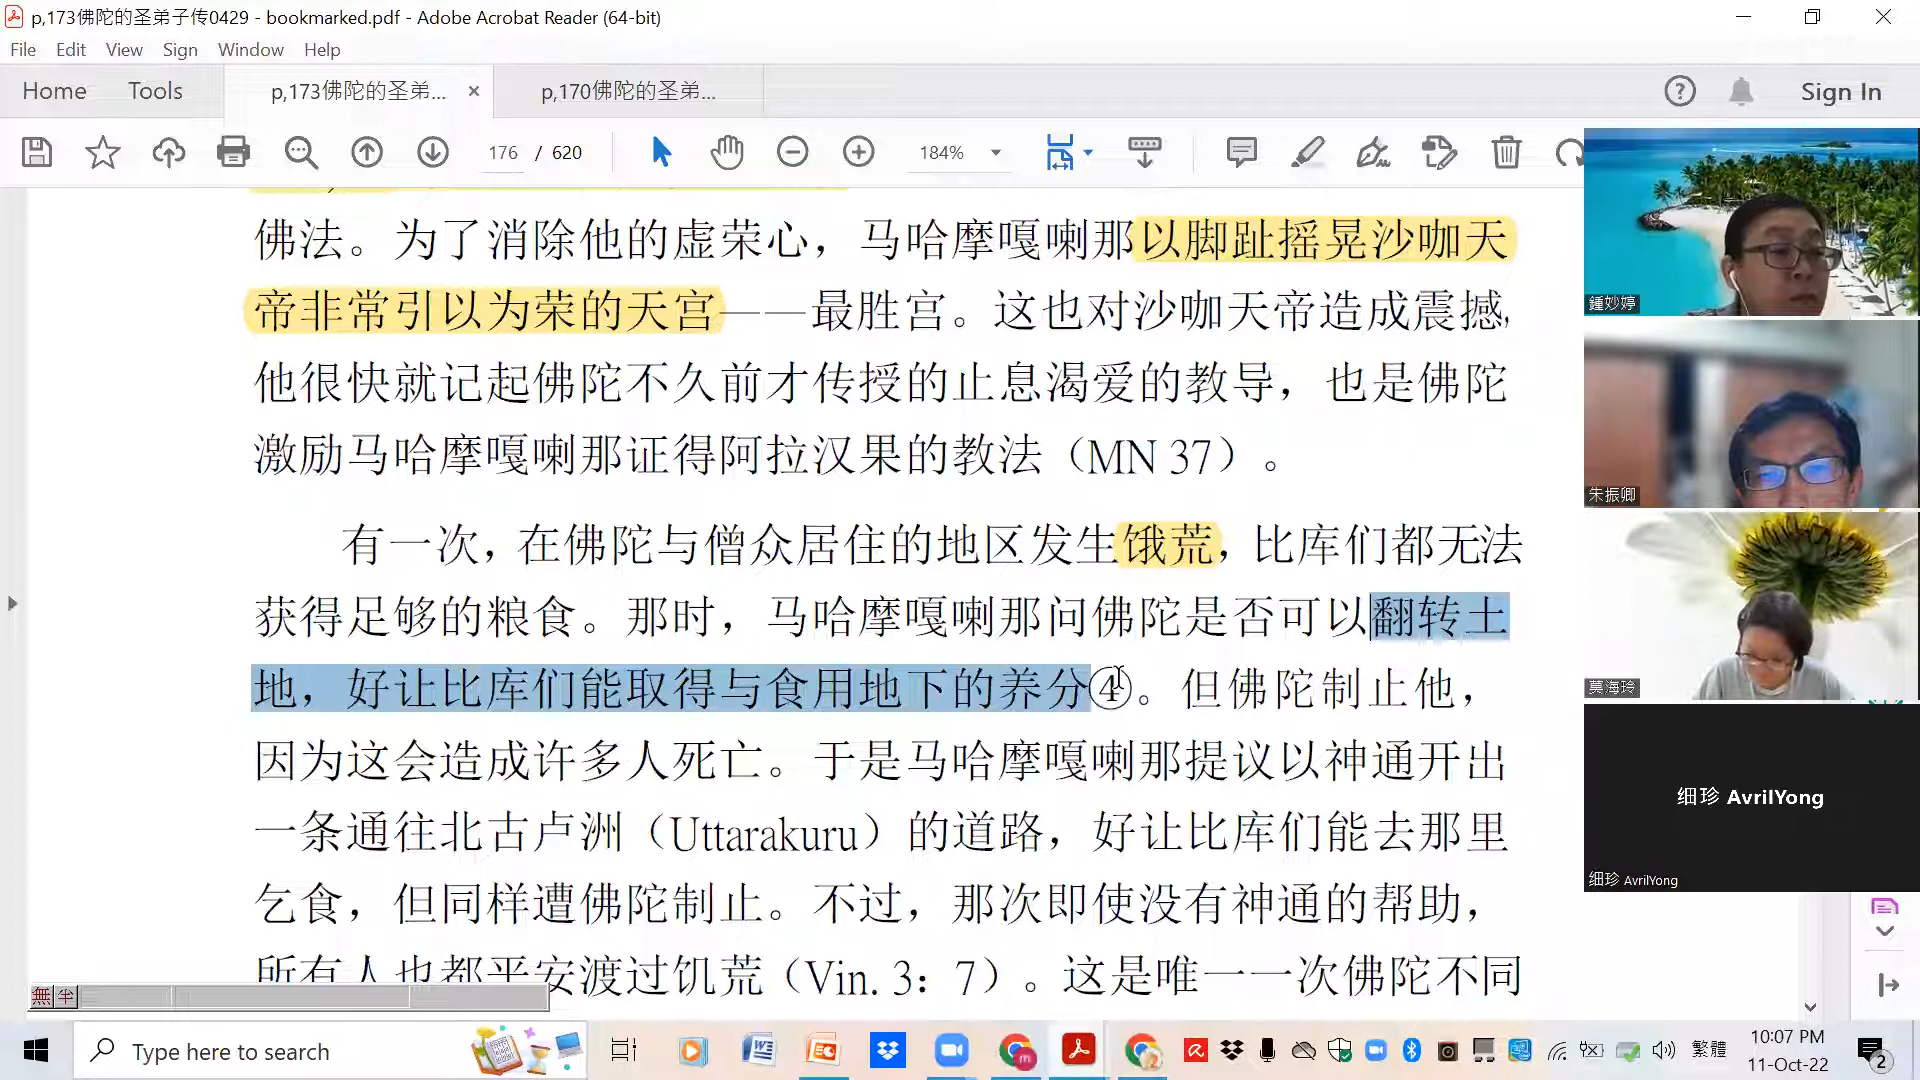 p,173佛陀的圣弟子传0429 - bookmarked.pdf - Adobe Acrobat Reader (64-bit)
File Edit View Sign Window Help
Home Tools p,173佛陀的圣弟... × p,170佛陀的圣弟... Sign In
176 / 620 184%
佛法。为了消除他的虚荣心，马哈摩嘎喇那以脚趾摇晃沙咖天
帝非常引以为荣的天宫——最胜宫。这也对沙咖天帝造成震撼，
他很快就记起佛陀不久前才传授的止息渴爱的教导，也是佛陀
激励马哈摩嘎喇那证得阿拉汉果的教法（MN 37）。
有一次，在佛陀与僧众居住的地区发生饿荒，比库们都无法
获得足够的粮食。那时，马哈摩嘎喇那问佛陀是否可以翻转土
地，好让比库们能取得与食用地下的养分④。但佛陀制止他，
因为这会造成许多人死亡。于是马哈摩嘎喇那提议以神通开出
一条通往北古卢洲（Uttarakuru）的道路，好让比库们能去那里
乞食，但同样遭佛陀制止。不过，那次即使没有神通的帮助，
所有人也都平安渡过饥荒（Vin. 3：7）。这是唯一一次佛陀不同
鍾妙婷
朱振卿
莫海玲
细珍 AvrilYong
细珍 AvrilYong
無 半
Type here to search
繁體
10:07 PM
11-Oct-22
2